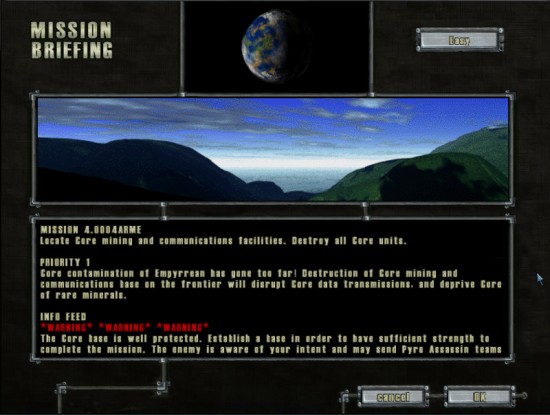 MISSION
BRIEFING
Easy
MISSION 4.0004ARME
Locate Core mining and communications facilities. Destroy all Core units.
PRIORITY 1
Core contamination of Empyrrean has gone too far! Destruction of Core mining and
communications base on the frontier will disrupt Core data transmissions, and deprive Core
of rare minerals.
INFO FEED
*WARNING* *WARNING* *WARNING*
The Core base is well protected. Establish a base in order to have sufficient strength to
complete the mission. The enemy is aware of your intent and may send Pyro Assassin teams
cancel
OK